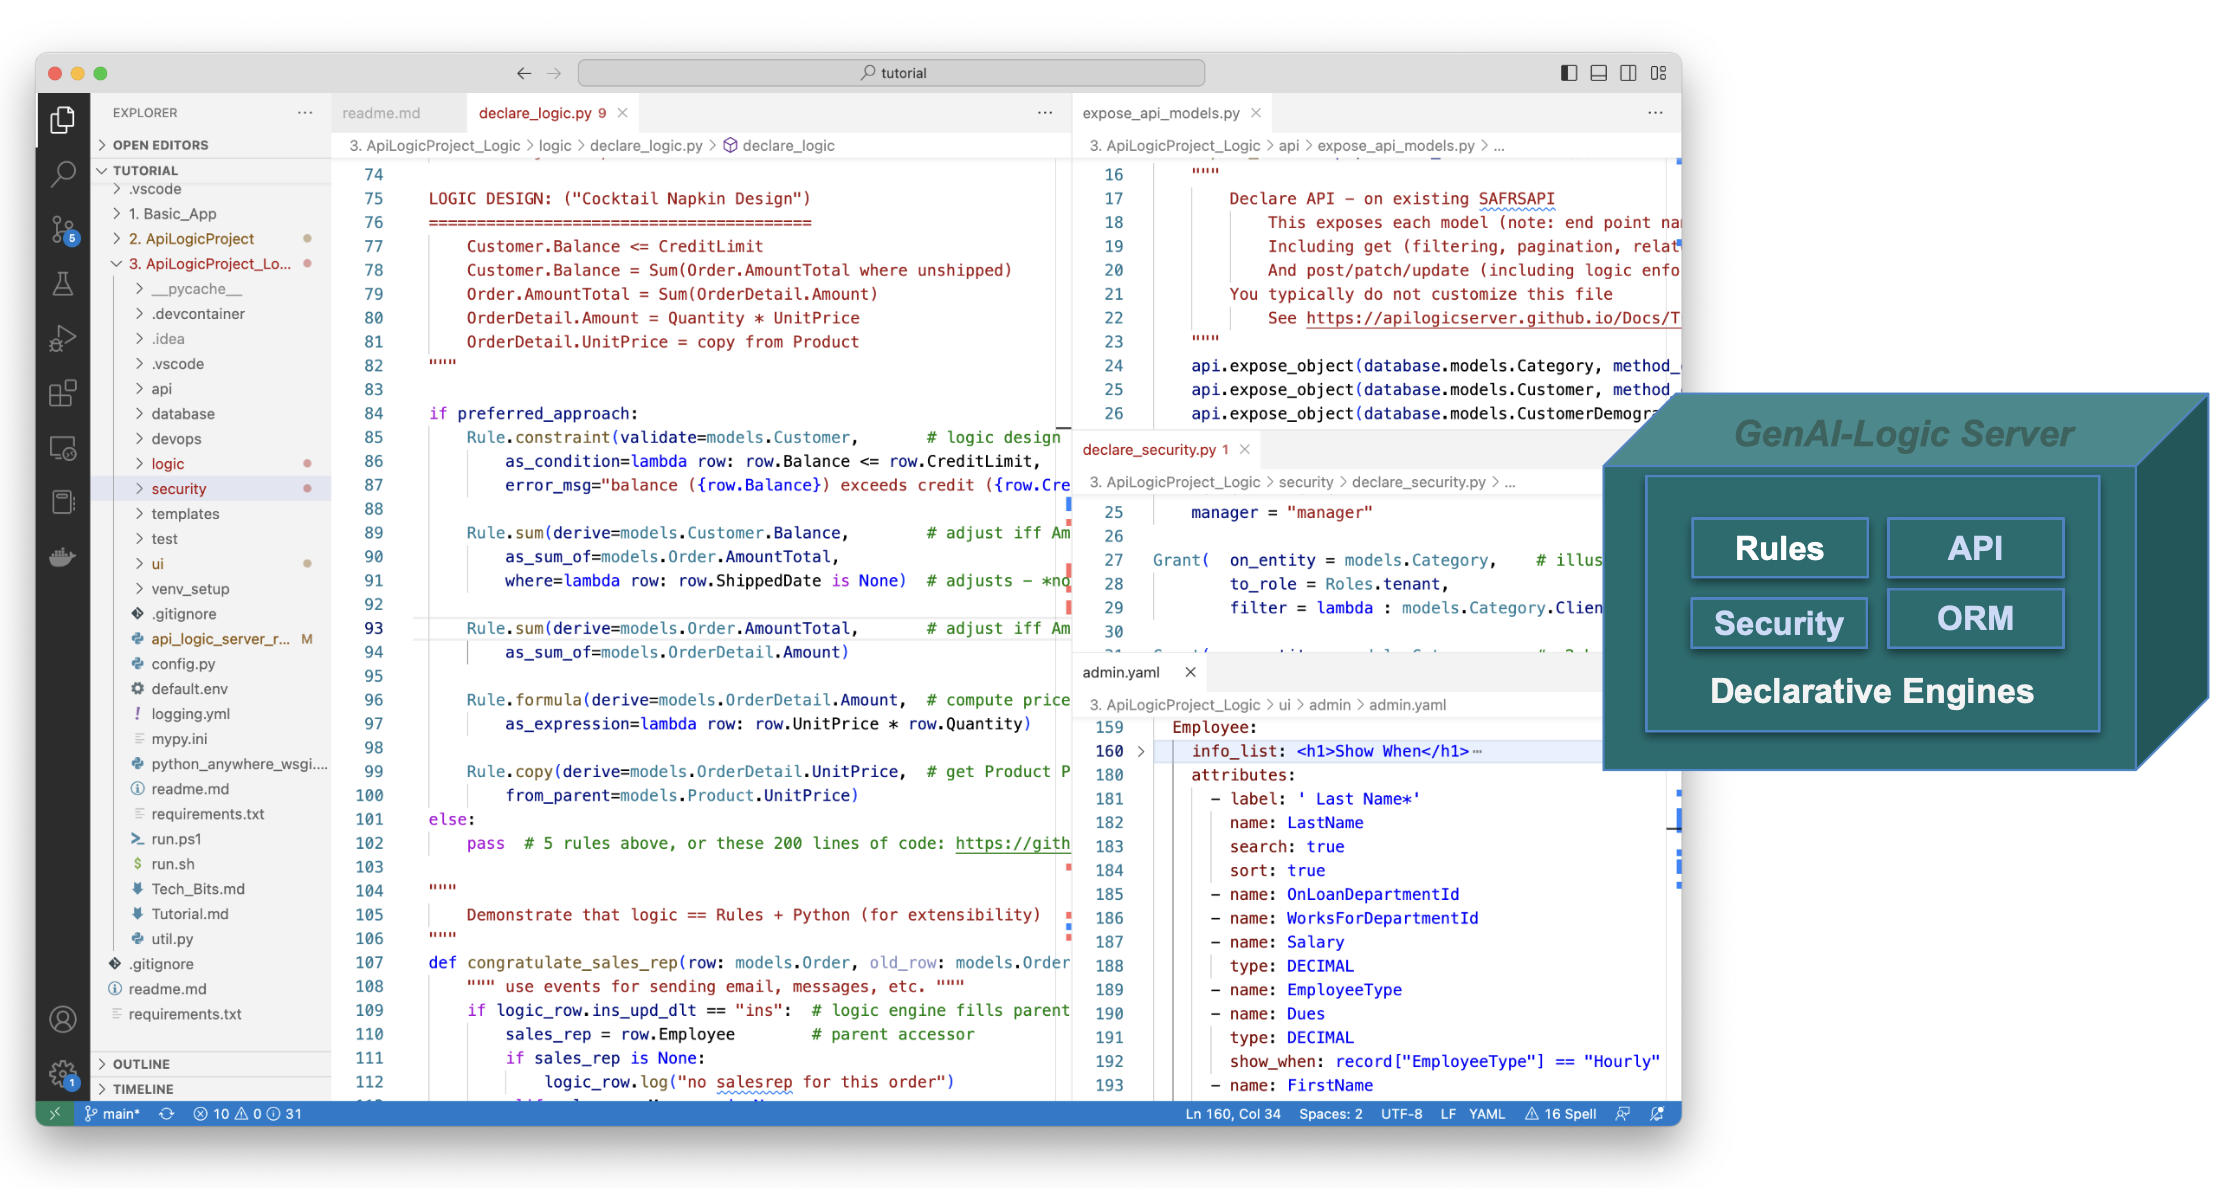 tutorial
EXPLORER
OPEN EDITORS
TUTORIAL
.vscode
1. Basic_App
2. ApiLogicProject
3. ApiLogicProject_Lo...
__pycache__
.devcontainer
.idea
.vscode
api
database
devops
logic
security
templates
test
ui
venv_setup
.gitignore
api_logic_server_r... M
config.py
default.env
logging.yml
mypy.ini
python_anywhere_wsgi....
readme.md
requirements.txt
run.ps1
run.sh
Tech_Bits.md
Tutorial.md
util.py
.gitignore
readme.md
requirements.txt
OUTLINE
TIMELINE
5
1
readme.md
declare_logic.py 9
3. ApiLogicProject_Logic > logic > declare_logic.py > declare_logic
74
75 LOGIC DESIGN: ("Cocktail Napkin Design")
76 ========================================
77 Customer.Balance <= CreditLimit
78 Customer.Balance = Sum(Order.AmountTotal where unshipped)
79 Order.AmountTotal = Sum(OrderDetail.Amount)
80 OrderDetail.Amount = Quantity * UnitPrice
81 OrderDetail.UnitPrice = copy from Product
82 """
83
84 if preferred_approach:
85 Rule.constraint(validate=models.Customer, # logic design
86 as_condition=lambda row: row.Balance <= row.CreditLimit,
87 error_msg="balance ({row.Balance}) exceeds credit ({row.Cre
88
89 Rule.sum(derive=models.Customer.Balance, # adjust iff Am
90 as_sum_of=models.Order.AmountTotal,
91 where=lambda row: row.ShippedDate is None) # adjusts - *no
92
93 Rule.sum(derive=models.Order.AmountTotal, # adjust iff Am
94 as_sum_of=models.OrderDetail.Amount)
95
96 Rule.formula(derive=models.OrderDetail.Amount, # compute price
97 as_expression=lambda row: row.UnitPrice * row.Quantity)
98
99 Rule.copy(derive=models.OrderDetail.UnitPrice, # get Product P
100 from_parent=models.Product.UnitPrice)
101 else:
102 pass # 5 rules above, or these 200 lines of code: https://gith
103
104 """
105 Demonstrate that logic == Rules + Python (for extensibility)
106 """
107 def congratulate_sales_rep(row: models.Order, old_row: models.Order
108 """ use events for sending email, messages, etc. """
109 if logic_row.ins_upd_dlt == "ins": # logic engine fills parent
110 sales_rep = row.Employee # parent accessor
111 if sales_rep is None:
112 logic_row.log("no salesrep for this order")
expose_api_models.py
3. ApiLogicProject_Logic > api > expose_api_models.py > ...
16 """
17 Declare API - on existing SAFRSAPI
18 This exposes each model (note: end point na
19 Including get (filtering, pagination, relat
20 And post/patch/update (including logic enfo
21 You typically do not customize this file
22 See https://apilogicserver.github.io/Docs/T
23 """
24 api.expose_object(database.models.Category, method_
25 api.expose_object(database.models.Customer, method_
26 api.expose_object(database.models.CustomerDemogra
declare_security.py 1
3. ApiLogicProject_Logic > security > declare_security.py > ...
25 manager = "manager"
26
27 Grant( on_entity = models.Category, # illus
28 to_role = Roles.tenant,
29 filter = lambda : models.Category.Clien
30
admin.yaml
3. ApiLogicProject_Logic > ui > admin > admin.yaml
159 Employee:
160 info_list: <h1>Show When</h1>
180 attributes:
181 - label: ' Last Name*'
182 name: LastName
183 search: true
184 sort: true
185 - name: OnLoanDepartmentId
186 - name: WorksForDepartmentId
187 - name: Salary
188 type: DECIMAL
189 - name: EmployeeType
190 - name: Dues
191 type: DECIMAL
192 show_when: record["EmployeeType"] == "Hourly"
193 - name: FirstName
GenAI-Logic Server
Rules API
Security ORM
Declarative Engines
main* 10 0 31
Ln 160, Col 34 Spaces: 2 UTF-8 LF YAML 16 Spell